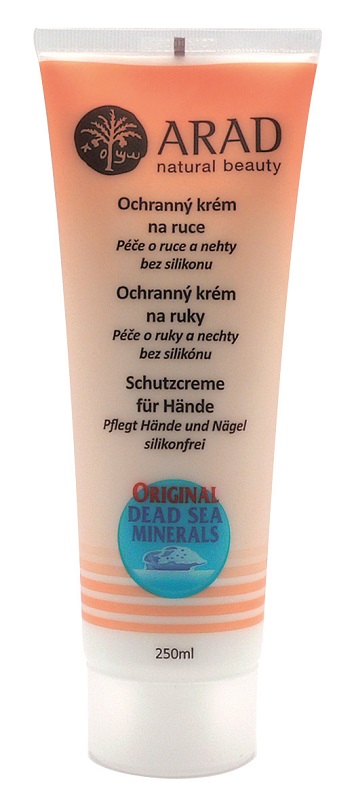 ARAD
natural beauty
Ochranný krém
na ruce
Péče o ruce a nehty
bez silikonu
Ochranný krém
na ruky
Péče o ruky a nechty
bez silikónu
Schutzcreme
für Hände
Pflegt Hände und Nägel
silikonfrei
ORIGINAL
DEAD SEA
MINERALS
250ml